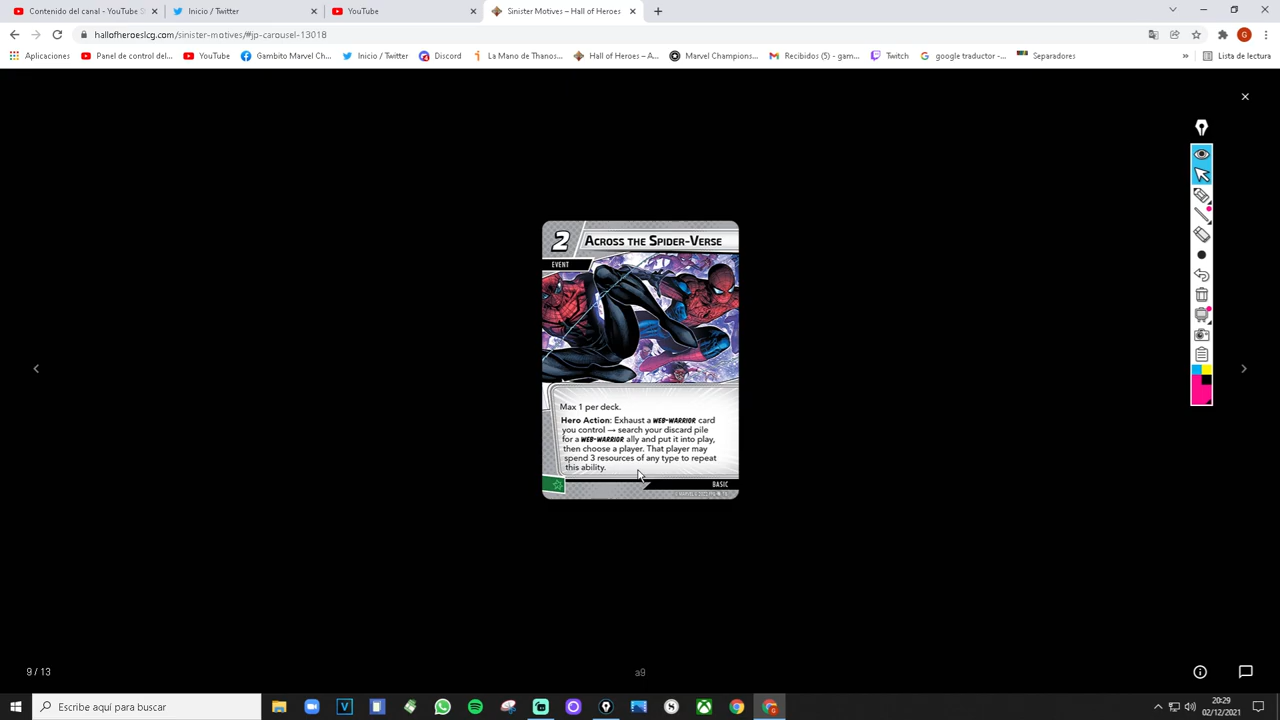 Contenido del canal - YouTube S
Inicio / Twitter
YouTube
Sinister Motives – Hall of Heroes
hallofheroeslcg.com/sinister-motives/#jp-carousel-13018
G
Aplicaciones
Panel de control del...
YouTube
Gambito Marvel Ch...
Inicio / Twitter
Discord
La Mano de Thanos...
Hall of Heroes – A...
Marvel Champions...
Recibidos (5) - gam...
Twitch
google traductor -...
Separadores
»
Lista de lectura
2
ACROSS THE SPIDER-VERSE
EVENT
Max 1 per deck.
Hero Action: Exhaust a WEB-WARRIOR card
you control → search your discard pile
for a WEB-WARRIOR ally and put it into play,
then choose a player. That player may
spend 3 resources of any type to repeat
this ability.
BASIC
9 / 13
a9
Escribe aquí para buscar
20:29
02/12/2021